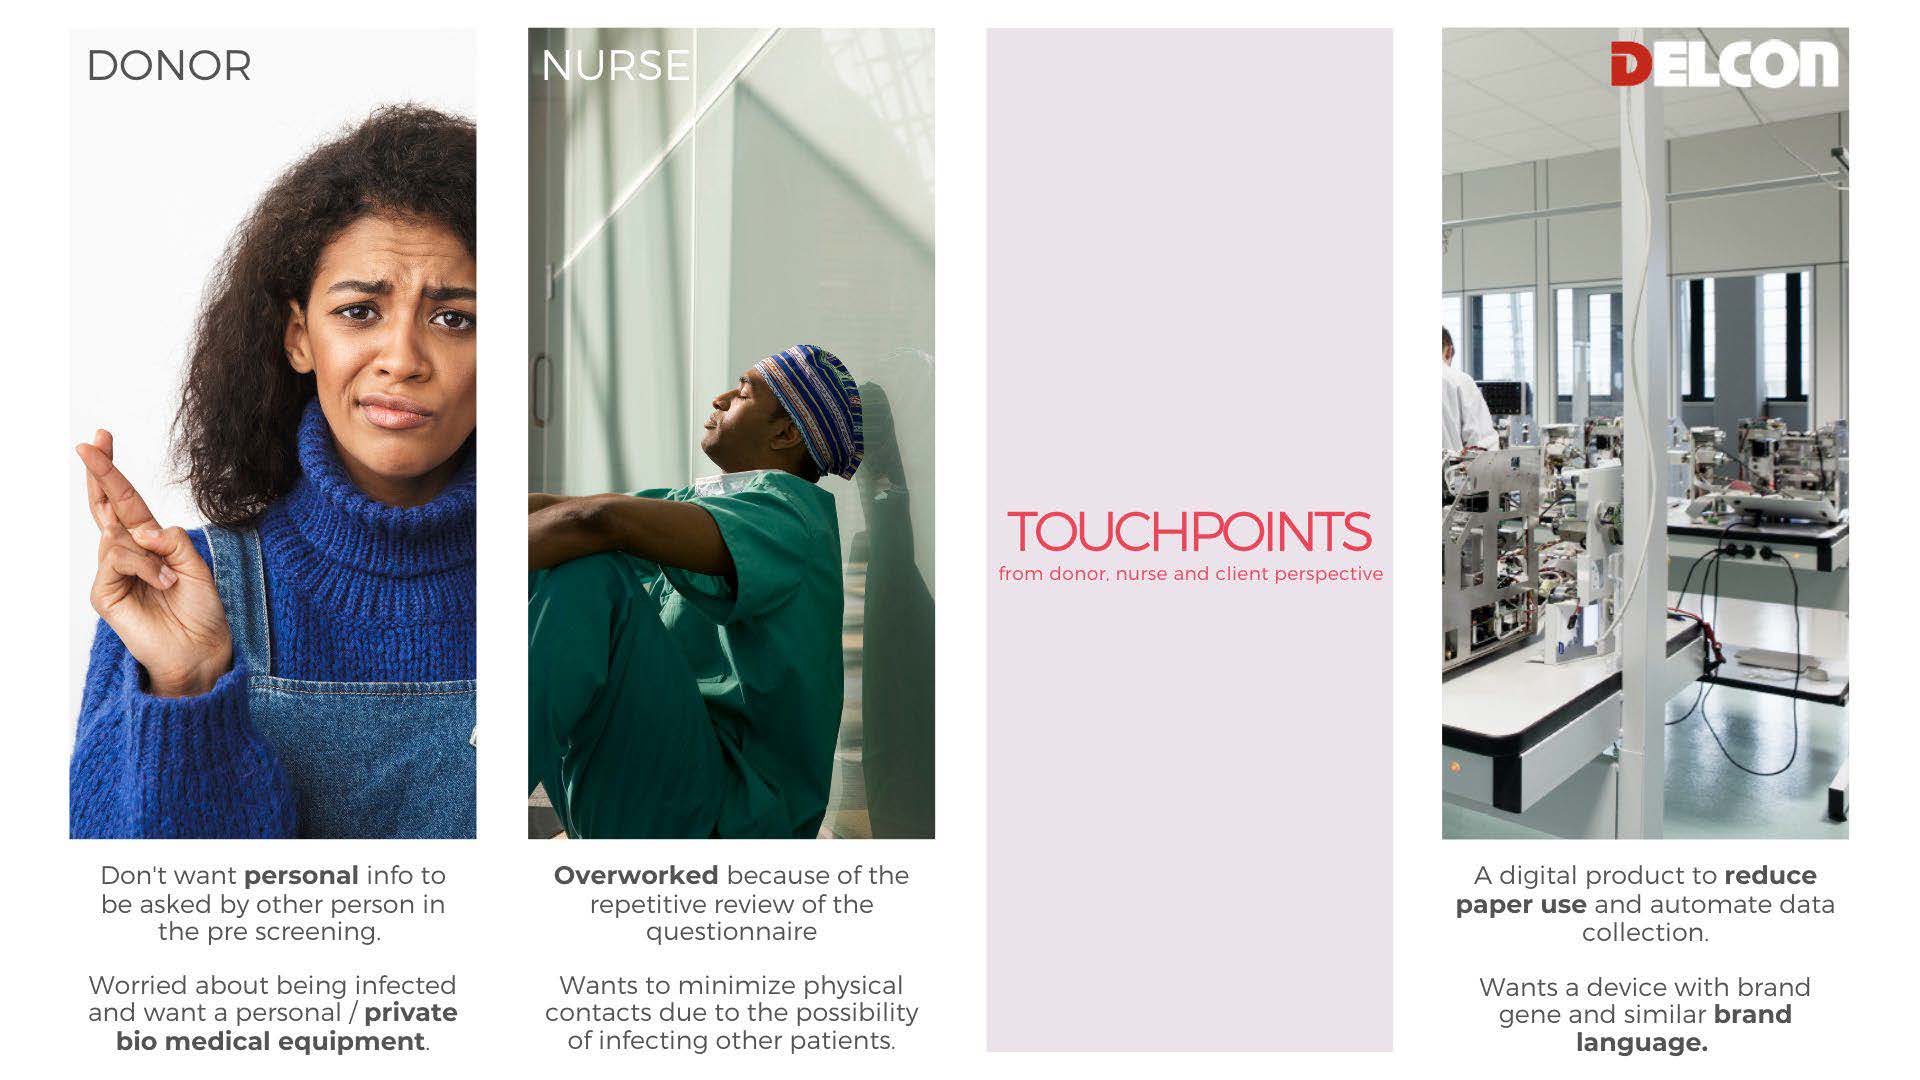 DONOR
Don't want personal info to
be asked by other person in
the pre screening.
Worried about being infected
and want a personal / private
bio medical equipment.
NURSE
Overworked because of the
repetitive review of the
questionnaire
Wants to minimize physical
contacts due to the possibility
of infecting other patients.
TOUCHPOINTS
from donor, nurse and client perspective
DELCON
A digital product to reduce
paper use and automate data
collection.
Wants a device with brand
gene and similar brand
language.